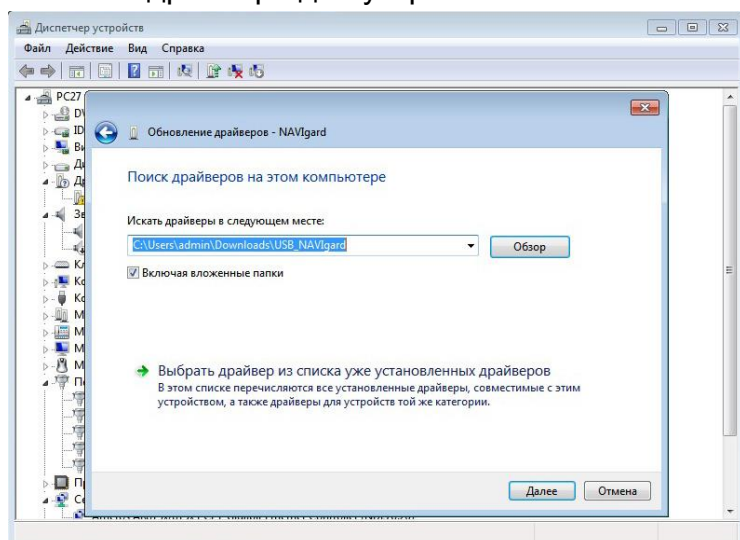 Диспетчер устройств
Файл Действие Вид Справка
PC27
Обновление драйверов - NAVIgard
Поиск драйверов на этом компьютере
Искать драйверы в следующем месте:
C:\Users\admin\Downloads\USB_NAVIgard
Обзор
Включая вложенные папки
Выбрать драйвер из списка уже установленных драйверов
В этом списке перечисляются все установленные драйверы, совместимые с этим
устройством, а также драйверы для устройств той же категории.
Далее Отмена